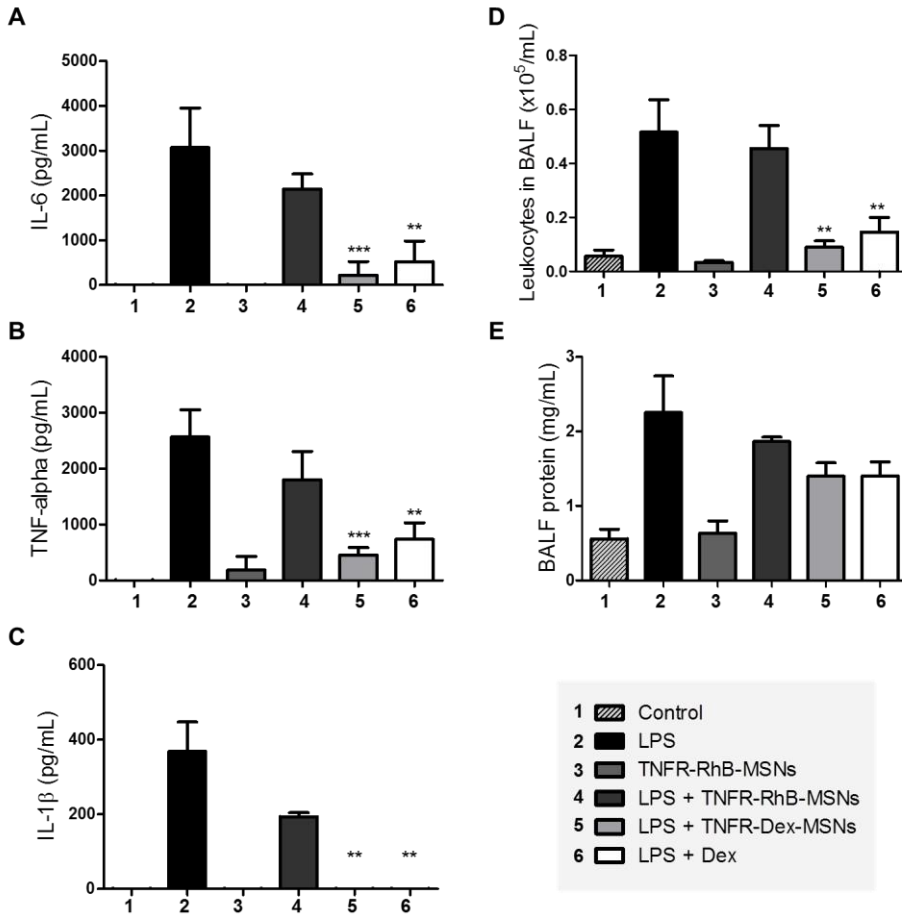 A
IL-6 (pg/mL)
5000
4000
3000
2000
1000
0
***
**
1 2 3 4 5 6
B
TNF-alpha (pg/mL)
4000
3000
2000
1000
0
***
**
1 2 3 4 5 6
C
IL-1β (pg/mL)
600
400
200
0
** **
1 2 3 4 5 6
D
Leukocytes in BALF (x10⁵/mL)
0.8
0.6
0.4
0.2
0.0
** **
1 2 3 4 5 6
E
BALF protein (mg/mL)
3
2
1
0
1 2 3 4 5 6
1 Control
2 LPS
3 TNFR-RhB-MSNs
4 LPS + TNFR-RhB-MSNs
5 LPS + TNFR-Dex-MSNs
6 LPS + Dex